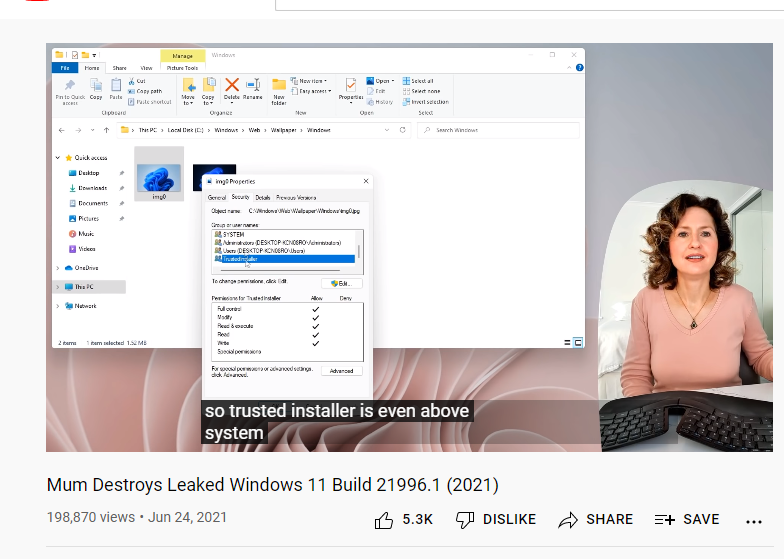 Manage
Windows
File
Home
Share
View
Picture Tools
Pin to Quick access
Copy
Paste
Cut
Copy path
Paste shortcut
Move to
Copy to
Delete
Rename
New folder
New item
Easy access
Properties
Open
Edit
History
Select all
Select none
Invert selection
Clipboard
Organize
New
Open
Select
This PC > Local Disk (C:) > Windows > Web > Wallpaper > Windows
Search Windows
Quick access
Desktop
Downloads
Documents
Pictures
Music
Videos
OneDrive
This PC
Network
img0
2 items 1 item selected 1.52 MB
img0 Properties
General Security Details Previous Versions
Object name: C:\Windows\Web\Wallpaper\Windows\img0.jpg
Group or user names:
SYSTEM
Administrators (DESKTOP-KCN0BRO\Administrators)
Users (DESKTOP-KCN0BRO\Users)
TrustedInstaller
To change permissions, click Edit.
Edit...
Permissions for TrustedInstaller Allow Deny
Full control
Modify
Read & execute
Read
Write
Special permissions
For special permissions or advanced settings,
click Advanced.
Advanced
so trusted installer is even above
system
Mum Destroys Leaked Windows 11 Build 21996.1 (2021)
198,870 views • Jun 24, 2021
5.3K DISLIKE SHARE SAVE ...